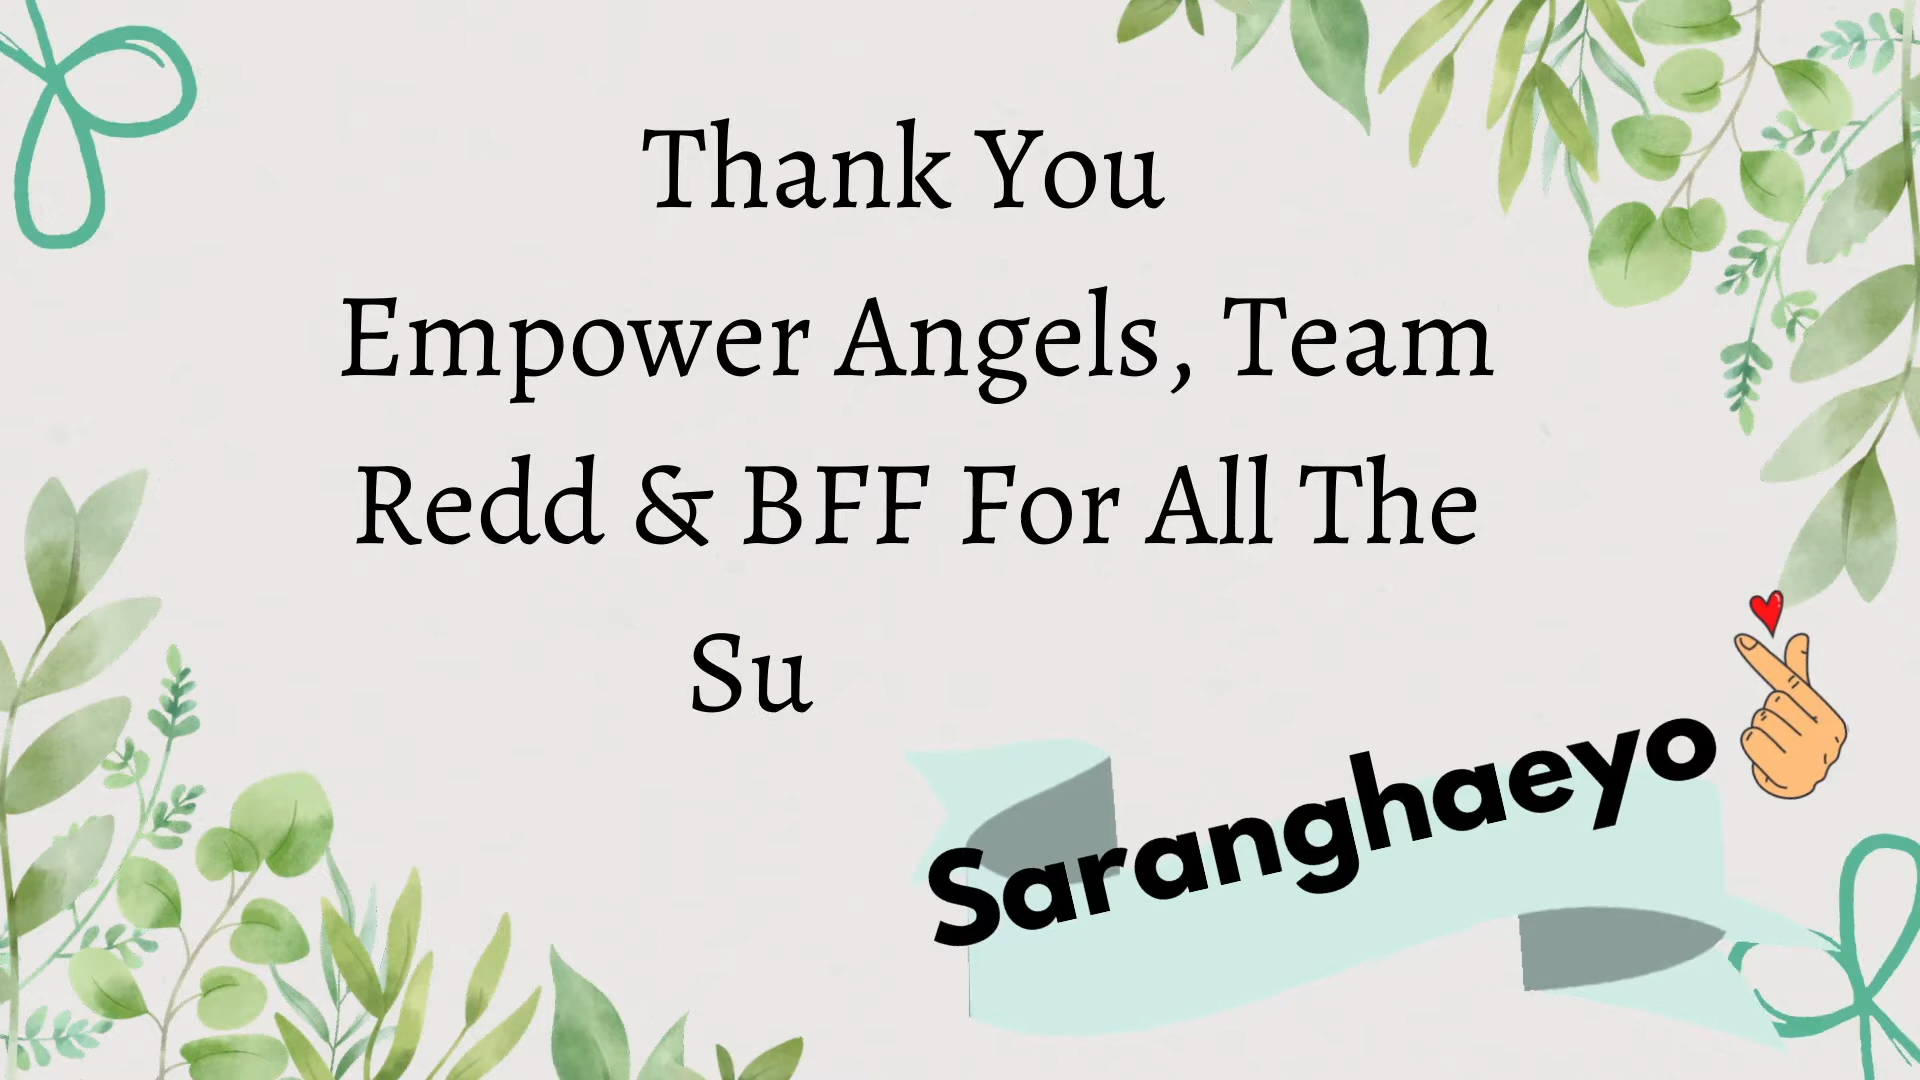 Thank You
Empower Angels, Team
Redd & BFF For All The
Su
Saranghaeyo